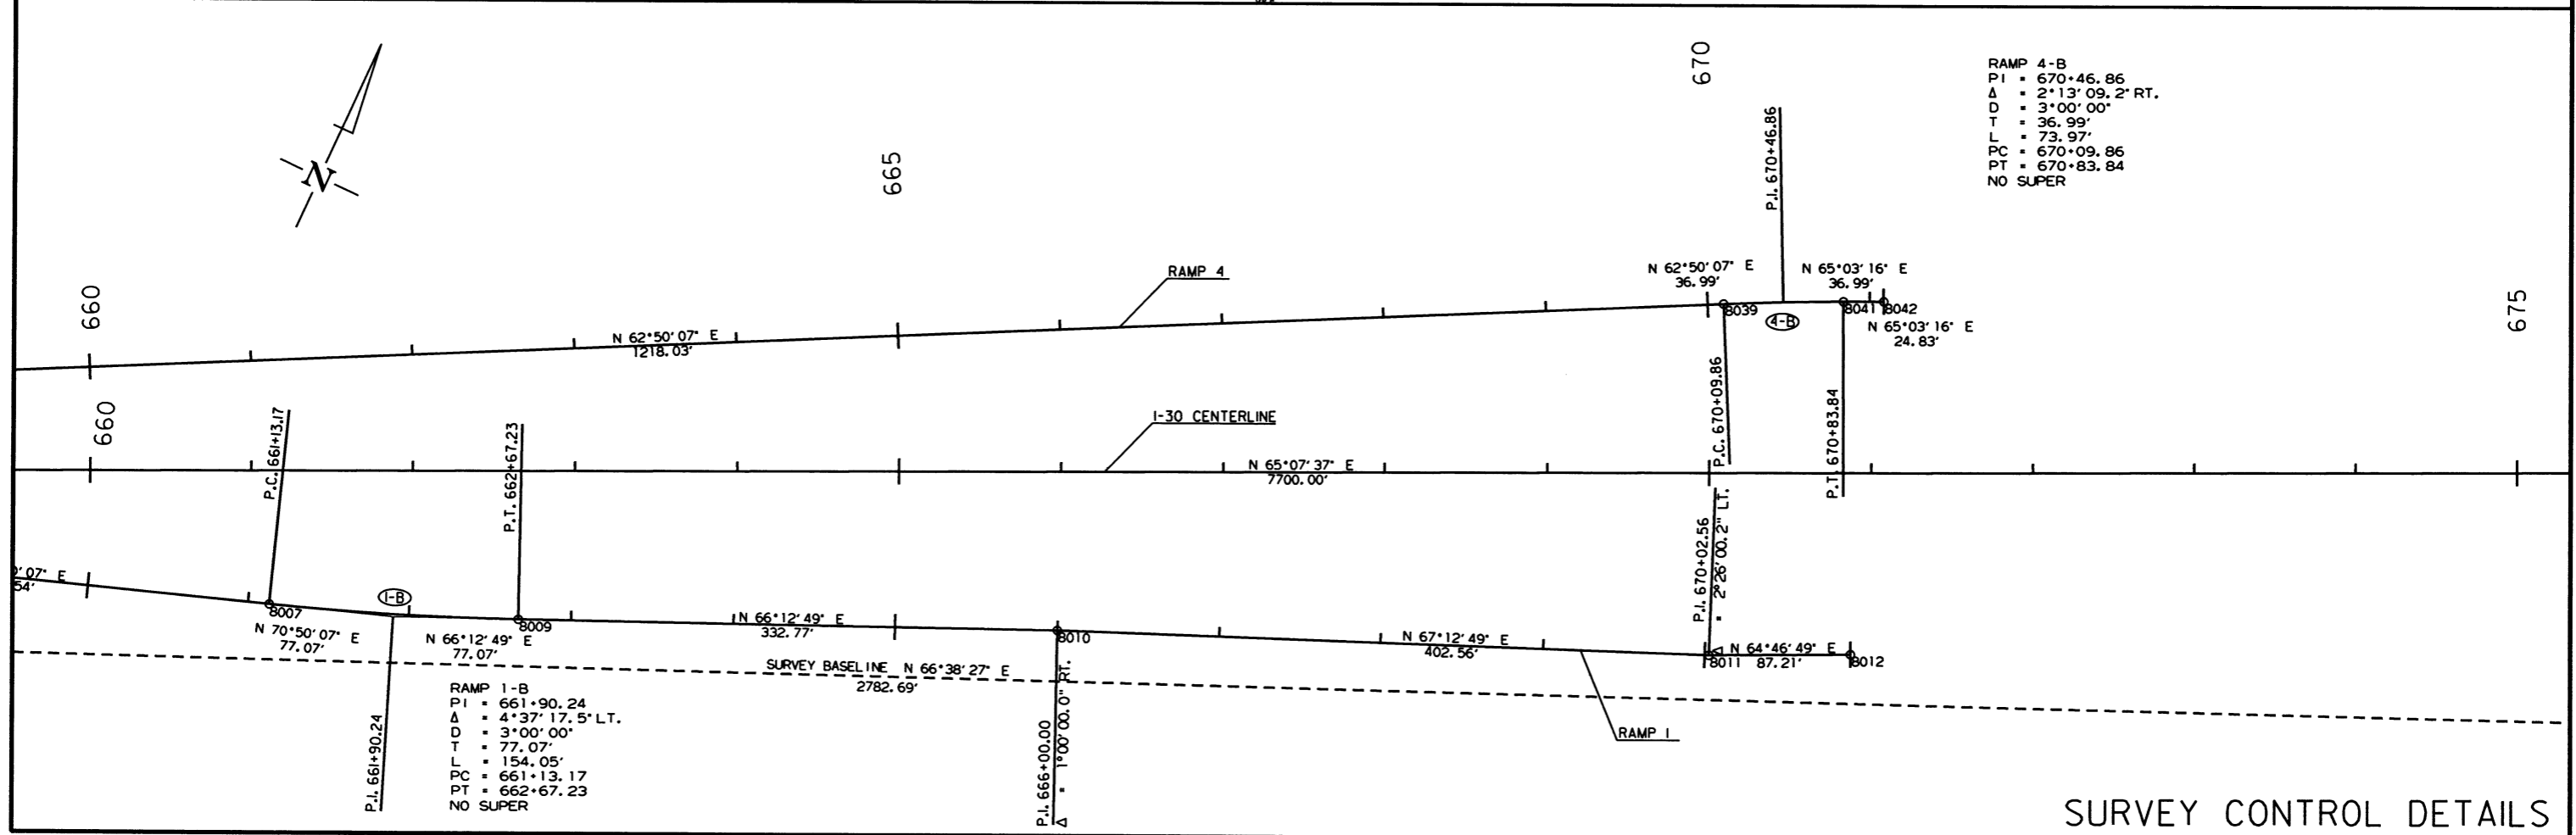 N
670
RAMP 4-B
PI = 670+46.86
Δ = 2°13'09.2" RT.
D = 3°00'00"
T = 36.99'
L = 73.97'
PC = 670+09.86
PT = 670+83.84
NO SUPER
P.I. 670+46.86
665
660
RAMP 4
N 62°50'07" E
36.99'
N 65°03'16" E
36.99'
675
8039
8041
8042
4-B
N 65°03'16" E
24.83'
N 62°50'07" E
1218.03'
660
P.C. 661+13.17
P.T. 662+67.23
I-30 CENTERLINE
P.C. 670+09.86
P.T. 670+83.84
N 65°07'37" E
7700.00'
P.I. 670+02.56
Δ = 2°26'00.2" LT.
0'07" E
54'
8007
1-B
N 70°50'07" E
77.07'
N 66°12'49" E
77.07'
8009
N 66°12'49" E
332.77'
8010
N 67°12'49" E
402.56'
8011
N 64°46'49" E
87.21'
8012
SURVEY BASELINE N 66°38'27" E
2782.69'
P.I. 661+90.24
RAMP 1-B
PI = 661+90.24
Δ = 4°37'17.5" LT.
D = 3°00'00"
T = 77.07'
L = 154.05'
PC = 661+13.17
PT = 662+67.23
NO SUPER
P.I. 666+00.00
Δ = 1°00'00.0" RT.
RAMP 1
SURVEY CONTROL DETAILS